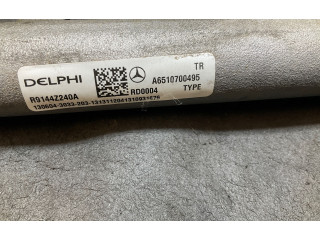 TR
DELPHI
A6510700495
R9144Z240A
RD0004
TYPE